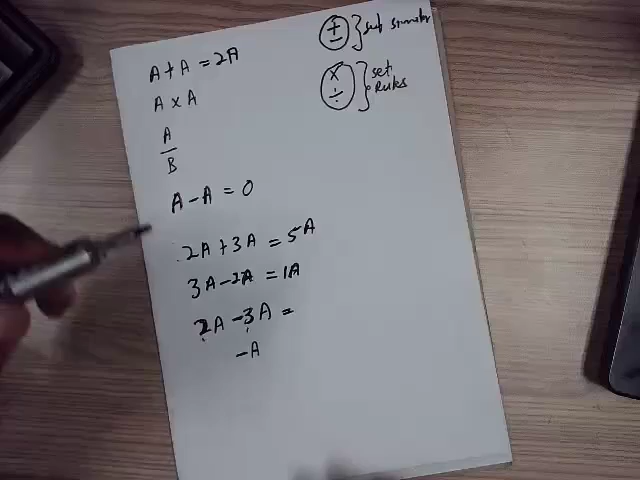 A+A = 2A
A × A
A
B
A-A = 0
2A+3A = 5A
3A-2A = 1A
2A-3A =
-A
±
set
×
÷
set
Rules